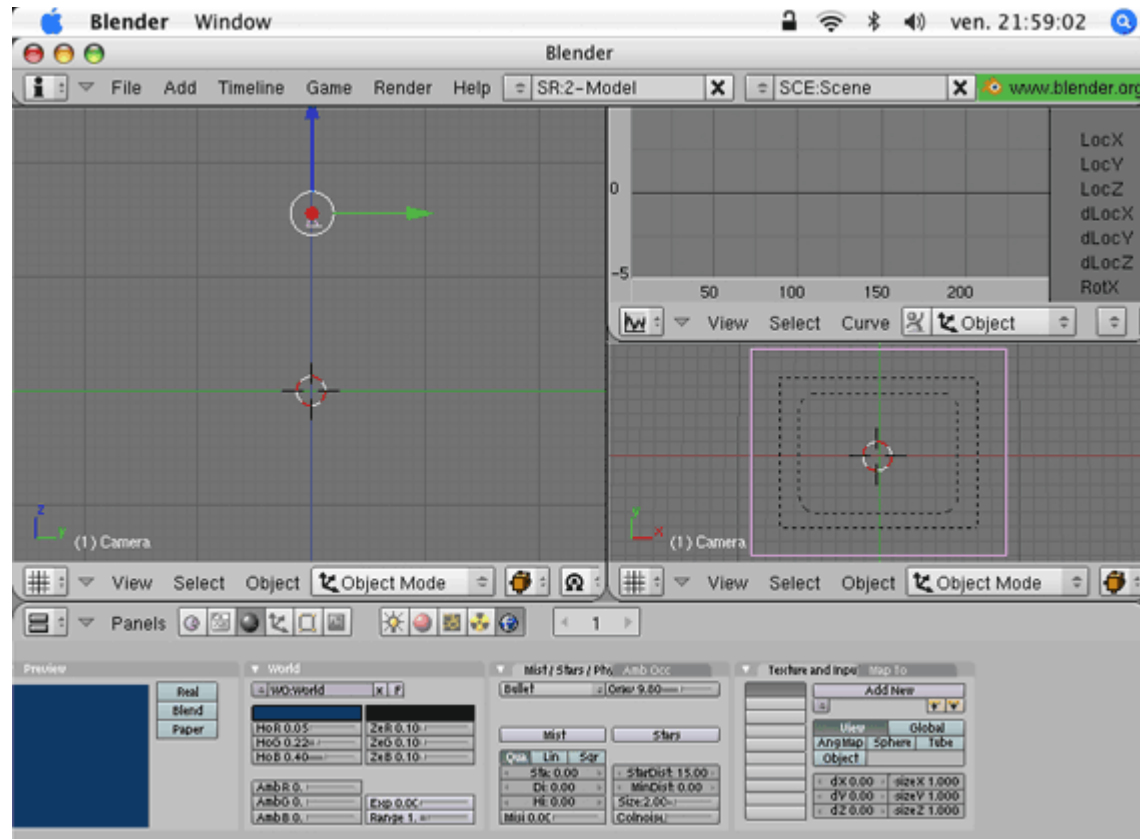 Blender Window ven. 21:59:02
Blender
File Add Timeline Game Render Help SR:2-Model X SCE:Scene X www.blender.org
LocX
LocY
LocZ
dLocX
dLocY
dLocZ
RotX
0
-5
50 100 150 200
View Select Curve Object
z
Y
(1) Camera
y
x
(1) Camera
View Select Object Object Mode
View Select Object Object Mode
Panels 1
Preview
Real
Blend
Paper
World
WO:World X F
HoR 0.05 ZeR 0.10
HoG 0.22 ZeG 0.10
HoB 0.40 ZeB 0.10
AmbR 0.
AmbG 0. Exp 0.00
AmbB 0. Range 1.
Mist / Stars / Phy Amb Occ
Bullet Grav 9.80
Mist Stars
Qua Lin Sqr
Sta: 0.00 StarDist: 15.00
Di: 0.00 MinDist: 0.00
Hi: 0.00 Size:2.00
Misi 0.00 Colnoise:
Texture and Input Map To
Add New
View Global
AngMap Sphere Tube
Object
dX 0.00 sizeX 1.000
dY 0.00 sizeY 1.000
dZ 0.00 sizeZ 1.000